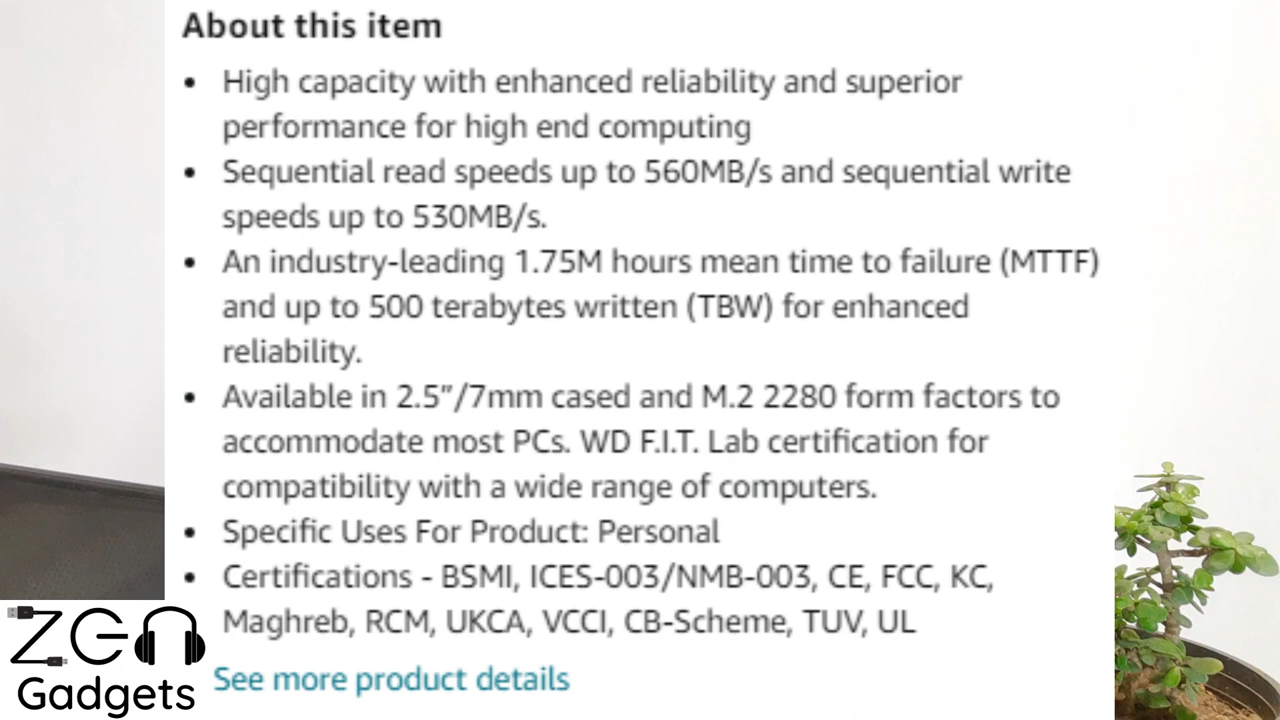 About this item
• High capacity with enhanced reliability and superior
performance for high end computing
• Sequential read speeds up to 560MB/s and sequential write
speeds up to 530MB/s.
• An industry-leading 1.75M hours mean time to failure (MTTF)
and up to 500 terabytes written (TBW) for enhanced
reliability.
• Available in 2.5”/7mm cased and M.2 2280 form factors to
accommodate most PCs. WD F.I.T. Lab certification for
compatibility with a wide range of computers.
• Specific Uses For Product: Personal
• Certifications - BSMI, ICES-003/NMB-003, CE, FCC, KC,
Maghreb, RCM, UKCA, VCCI, CB-Scheme, TUV, UL
See more product details
ZGN
Gadgets